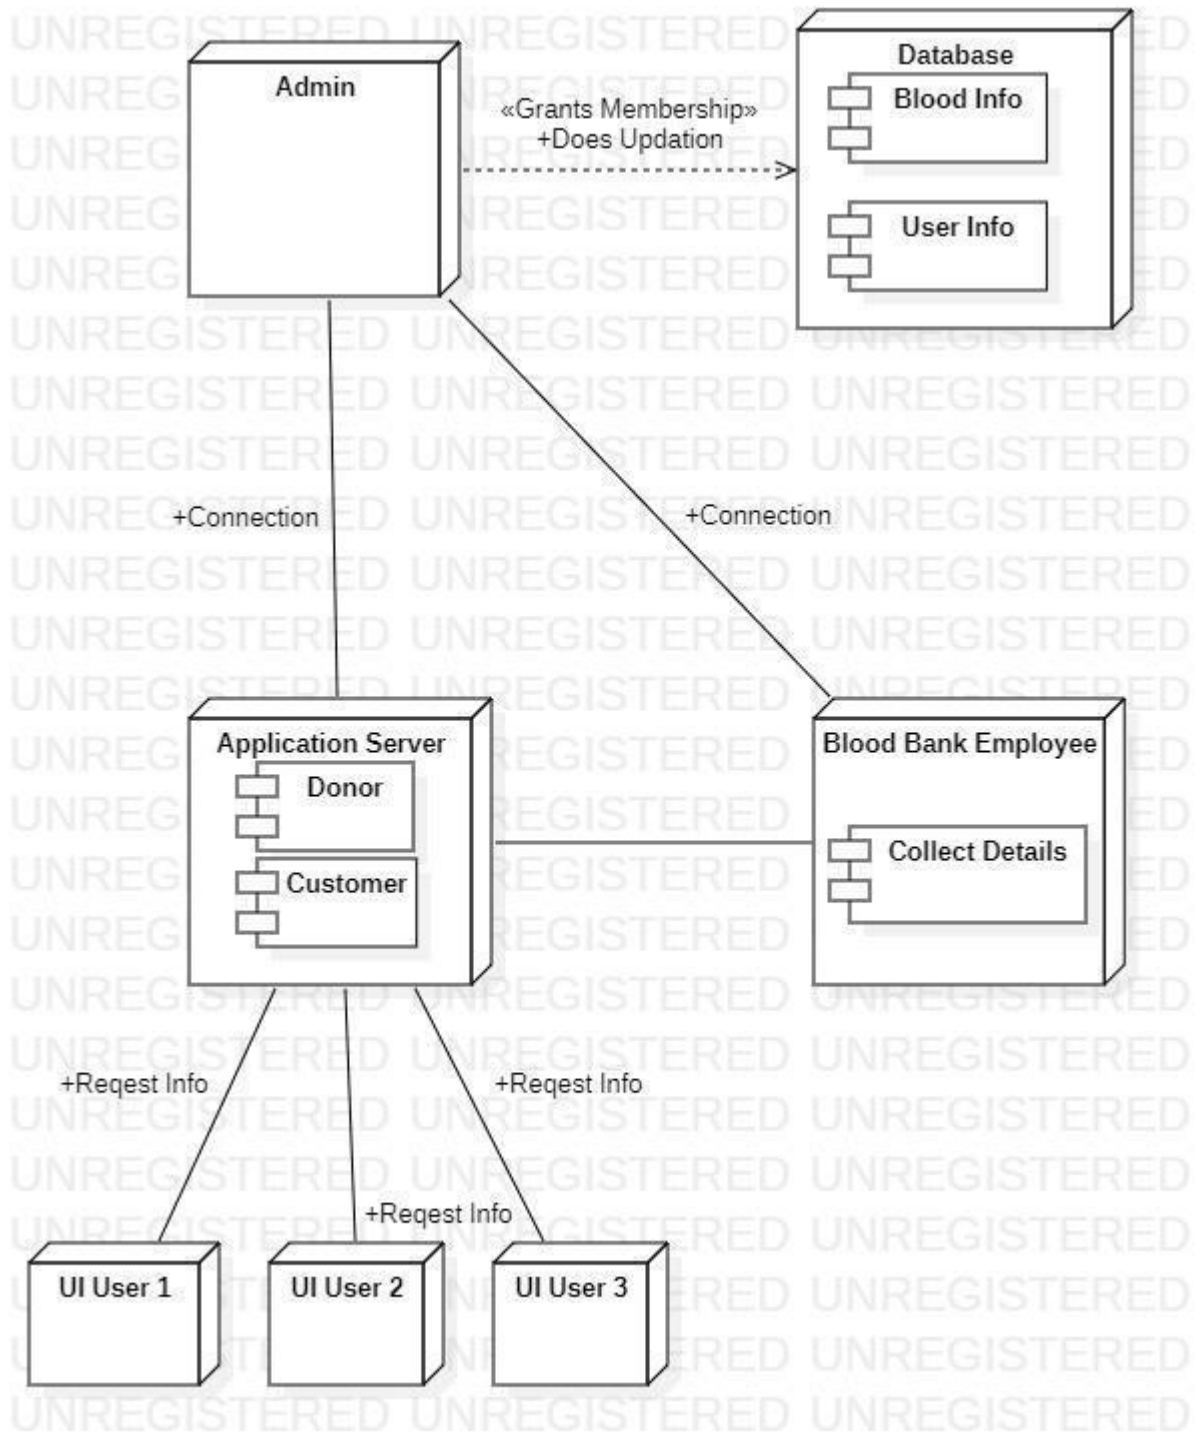 Admin
«Grants Membership»
+Does Updation
Database
Blood Info
User Info
+Connection
+Connection
Application Server
Donor
Customer
Blood Bank Employee
Collect Details
+Reqest Info
+Reqest Info
+Reqest Info
UI User 1
UI User 2
UI User 3
UNREGISTERED